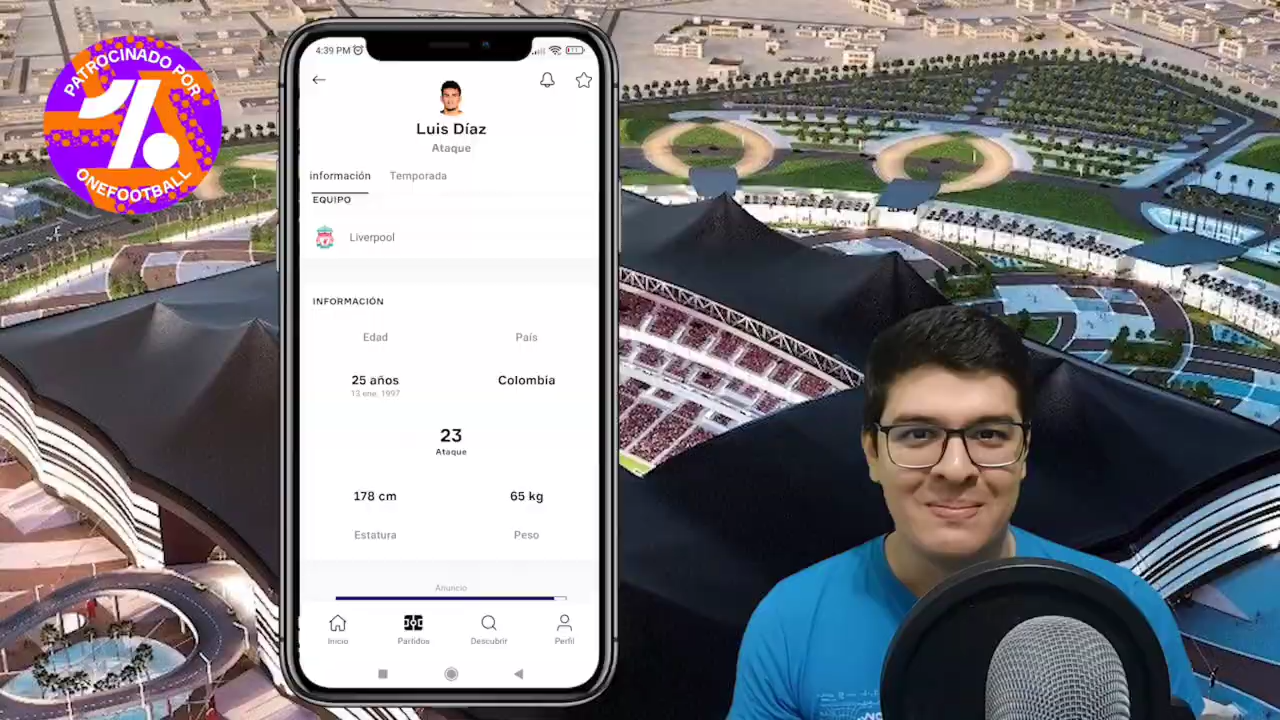 PATROCINADO POR
ONEFOOTBALL
4:39 PM
Luis Díaz
Ataque
información Temporada
EQUIPO
Liverpool
INFORMACIÓN
Edad País
25 años Colombia
13 ene. 1997
23
Ataque
178 cm 65 kg
Estatura Peso
Anuncio
Inicio Partidos Descubrir Perfil